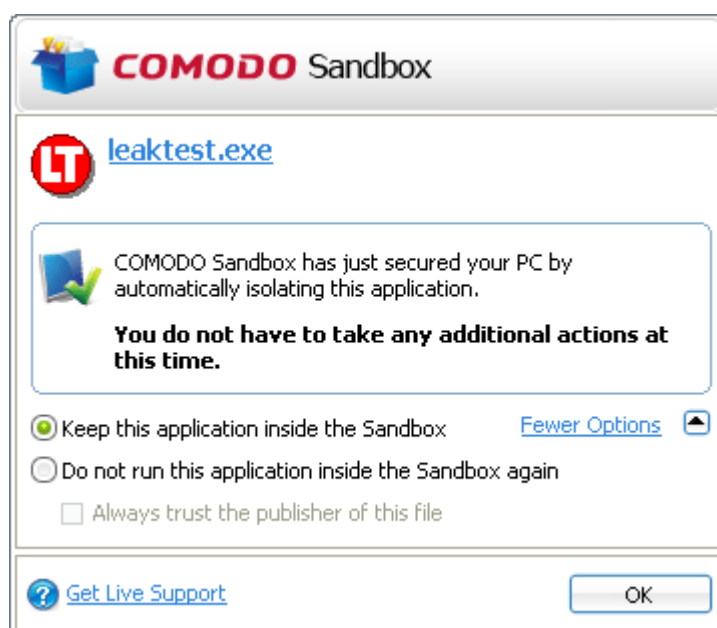 COMODO Sandbox
LT
leaktest.exe
COMODO Sandbox has just secured your PC by
automatically isolating this application.
You do not have to take any additional actions at
this time.
Keep this application inside the Sandbox
Fewer Options
Do not run this application inside the Sandbox again
Always trust the publisher of this file
? Get Live Support
OK